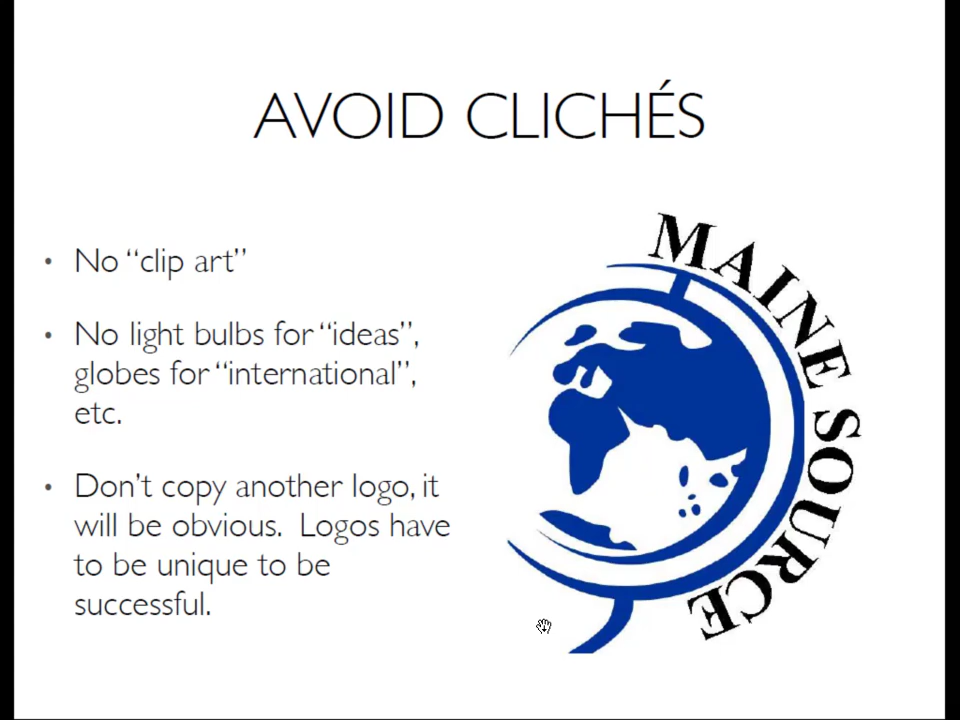 AVOID CLICHÉS
• No “clip art”
• No light bulbs for “ideas”,
globes for “international”,
etc.
• Don’t copy another logo, it
will be obvious.  Logos have
to be unique to be
successful.
MAINE SOURCE